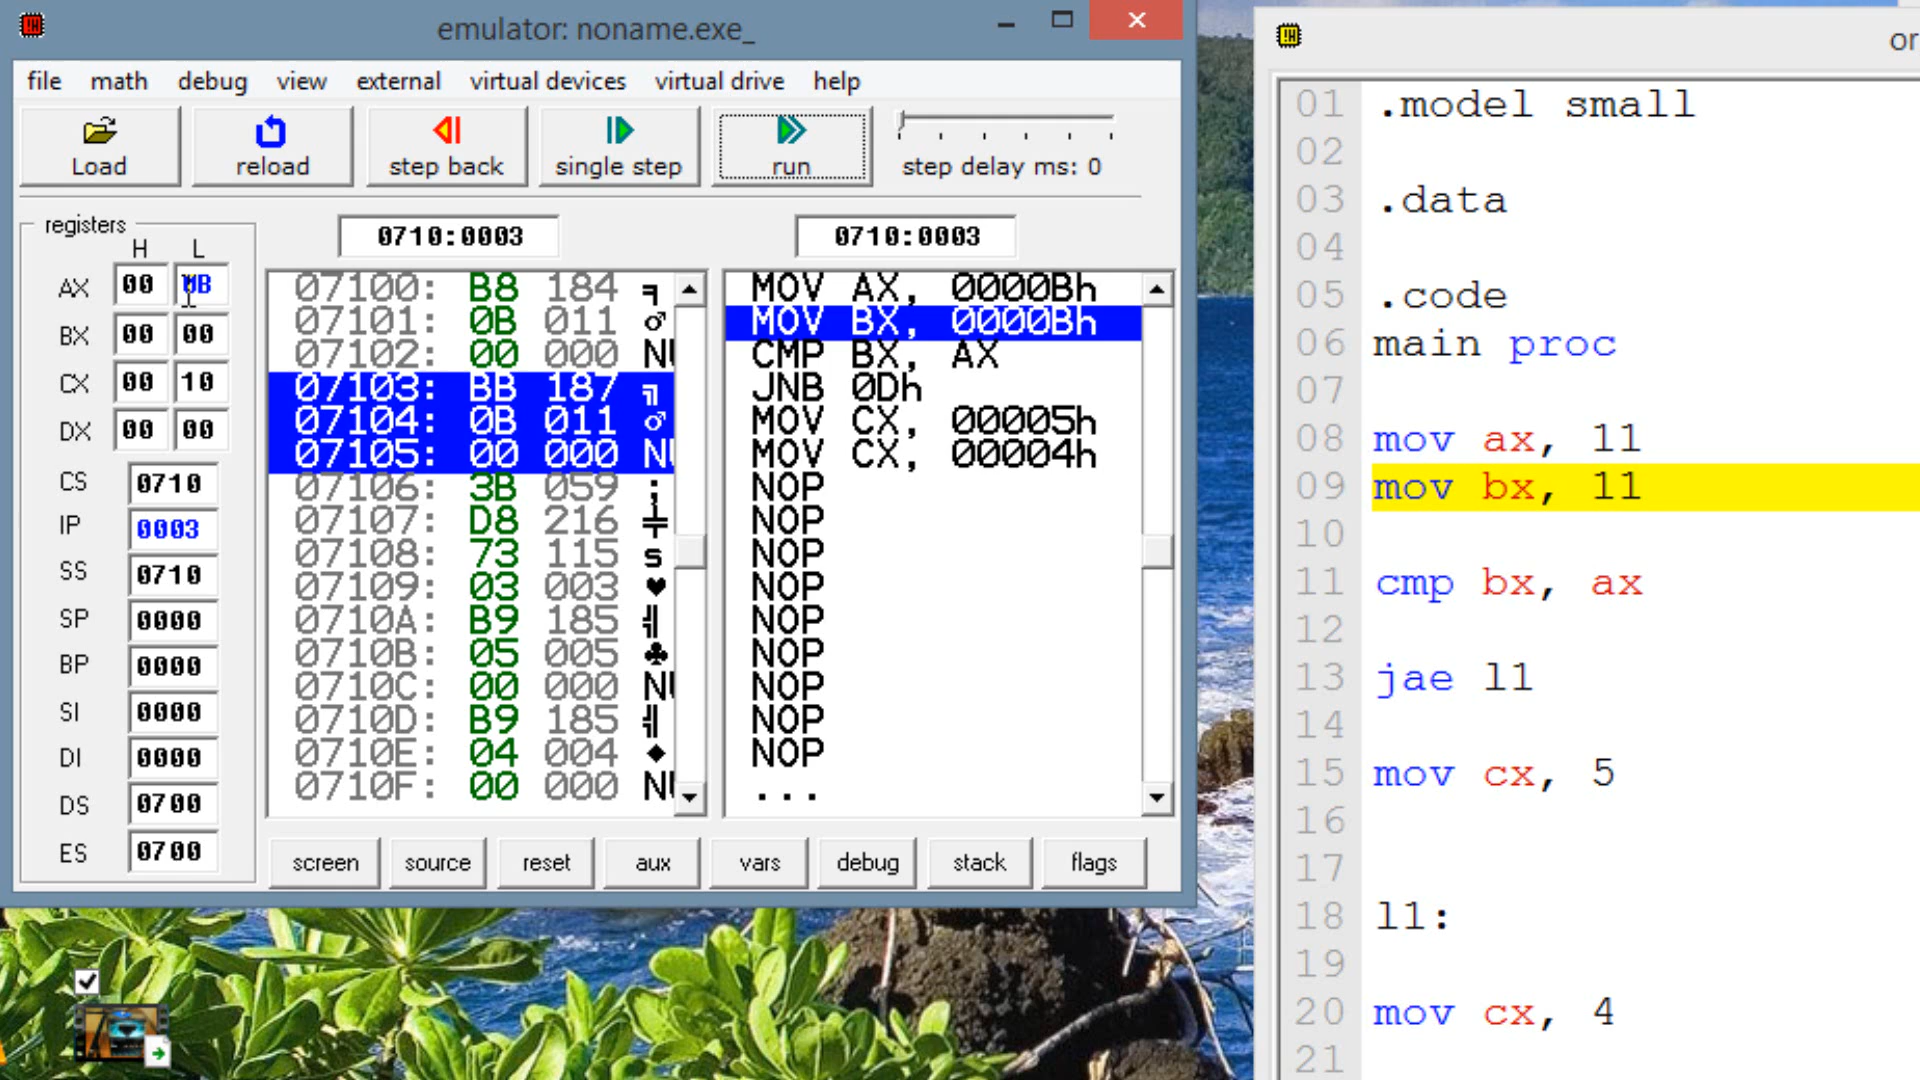 emulator: noname.exe_
file math debug view external virtual devices virtual drive help
Load reload step back single step run step delay ms: 0
registers
H L
AX 00 0B
BX 00 00
CX 00 10
DX 00 00
CS 0710
IP 0003
SS 0710
SP 0000
BP 0000
SI 0000
DI 0000
DS 0700
ES 0700
0710:0003
07100: B8 184 ╕
07101: 0B 011 ♂
07102: 00 000 NU
07103: BB 187 ╗
07104: 0B 011 ♂
07105: 00 000 NU
07106: 3B 059 ;
07107: D8 216 ╪
07108: 73 115 s
07109: 03 003 ♥
0710A: B9 185 ╣
0710B: 05 005 ♣
0710C: 00 000 NU
0710D: B9 185 ╣
0710E: 04 004 ♦
0710F: 00 000 NU
0710:0003
MOV AX, 0000Bh
MOV BX, 0000Bh
CMP BX, AX
JNB 0Dh
MOV CX, 00005h
MOV CX, 00004h
NOP
NOP
NOP
NOP
NOP
NOP
NOP
NOP
NOP
...
screen source reset aux vars debug stack flags
or
01 .model small
02
03 .data
04
05 .code
06 main proc
07
08 mov ax, 11
09 mov bx, 11
10
11 cmp bx, ax
12
13 jae l1
14
15 mov cx, 5
16
17
18 l1:
19
20 mov cx, 4
21